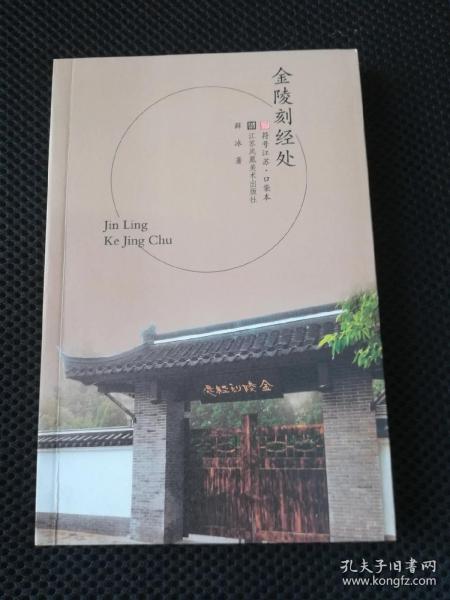 金陵刻经处
符号江苏·口袋本
江苏凤凰美术出版社
薛冰 著
Jin Ling
Ke Jing Chu
金陵刻經處
孔夫子旧书网
www.kongfz.com